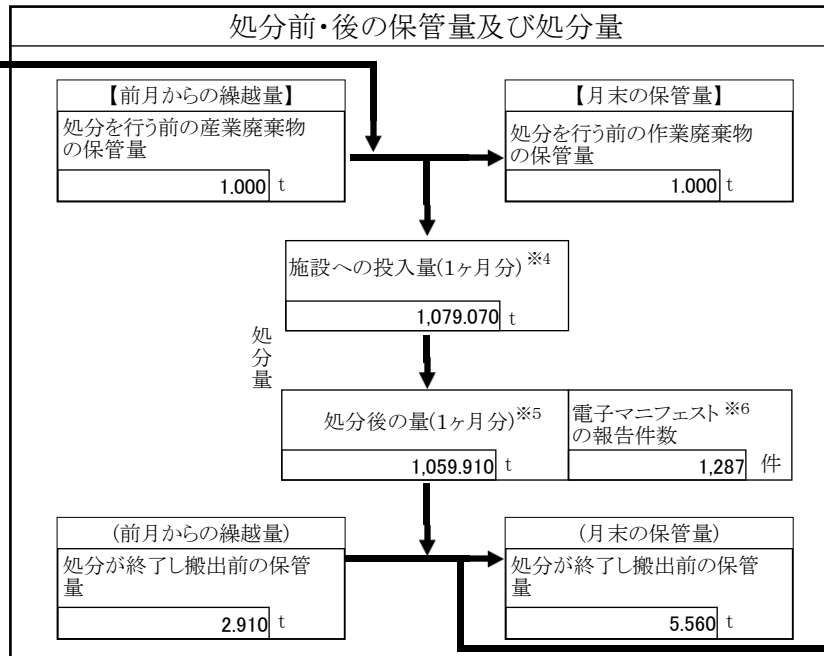 処分前・後の保管量及び処分量
【前月からの繰越量】
処分を行う前の産業廃棄物
の保管量
1.000 t
【月末の保管量】
処分を行う前の作業廃棄物
の保管量
1.000 t
施設への投入量(1ヶ月分)※4
1,079.070 t
処分量
処分後の量(1ヶ月分)※5
1,059.910 t
電子マニフェスト※6
の報告件数
1,287 件
(前月からの繰越量)
処分が終了し搬出前の保管
量
2.910 t
(月末の保管量)
処分が終了し搬出前の保管
量
5.560 t